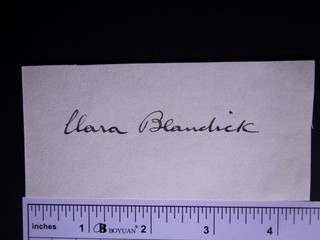 Clara Blandick
inches 1 B BOYUAN® 2 3 4